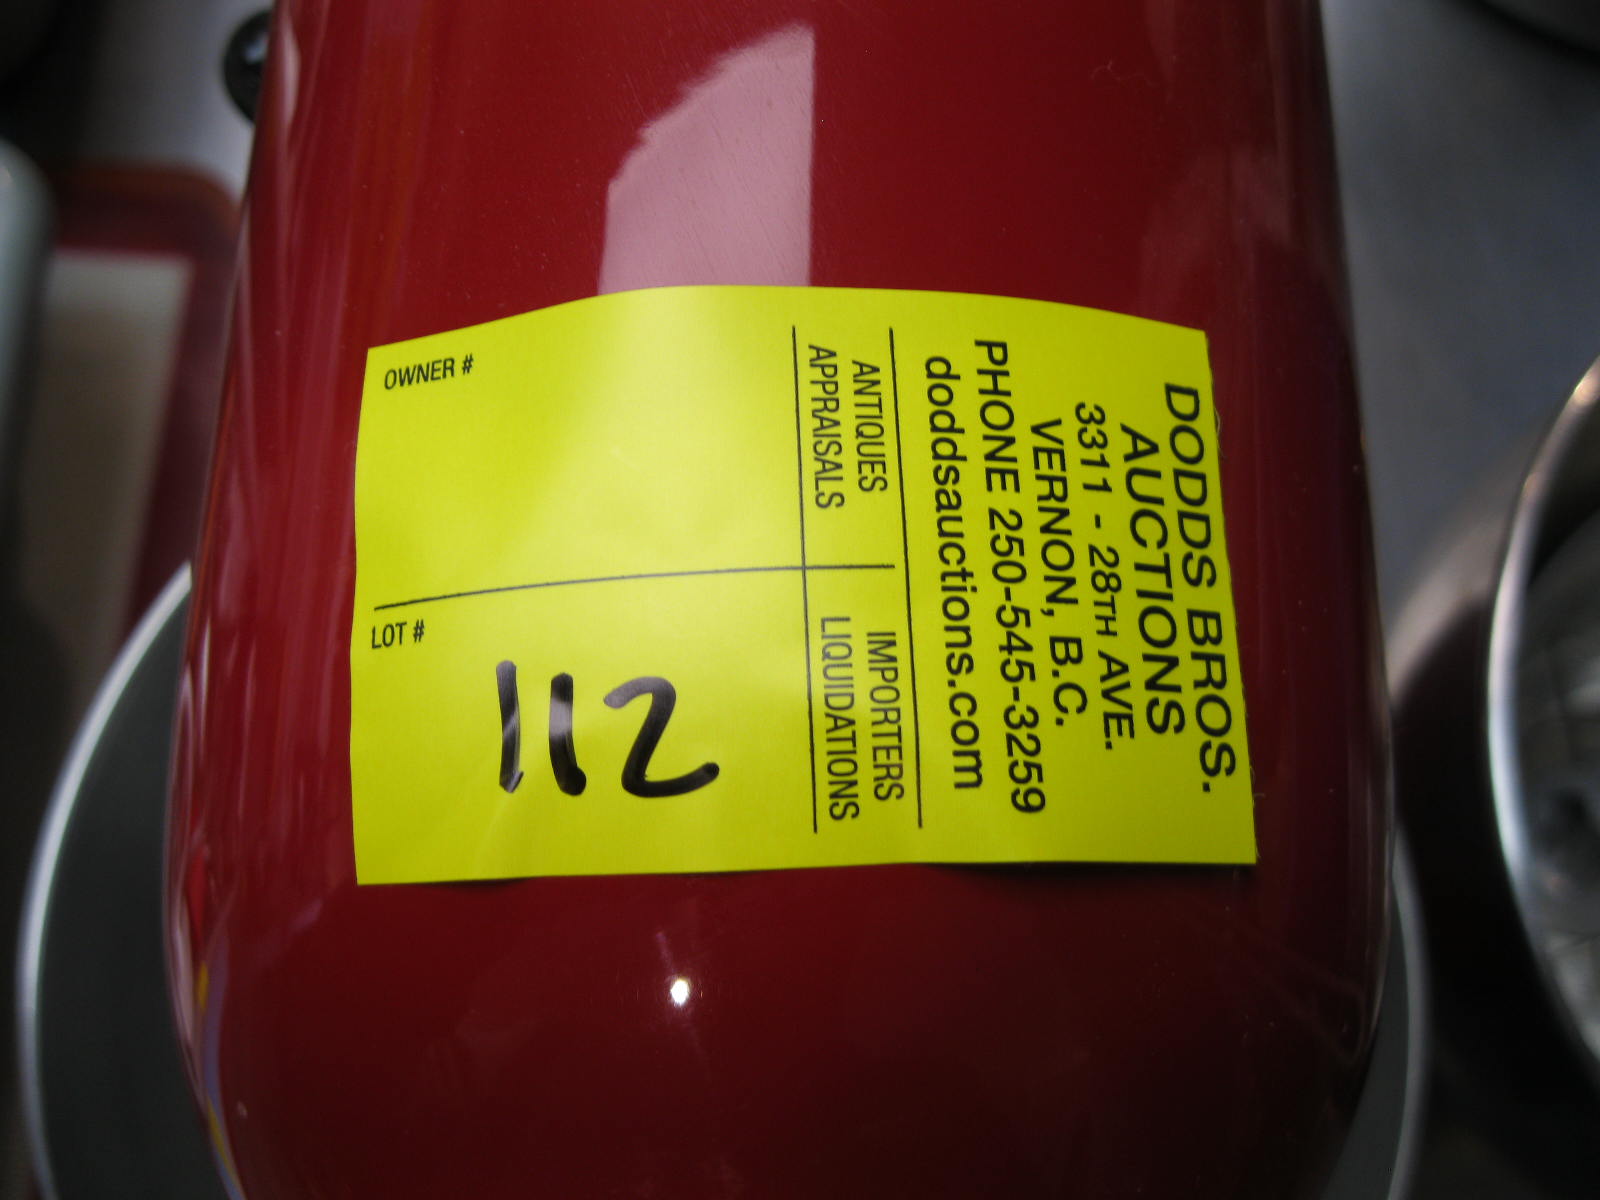 DODDS BROS.
AUCTIONS
3311 - 28TH AVE.
VERNON, B.C.
PHONE 250-545-3259
doddsauctions.com
ANTIQUES
APPRAISALS
IMPORTERS
LIQUIDATIONS
OWNER #
LOT #
112